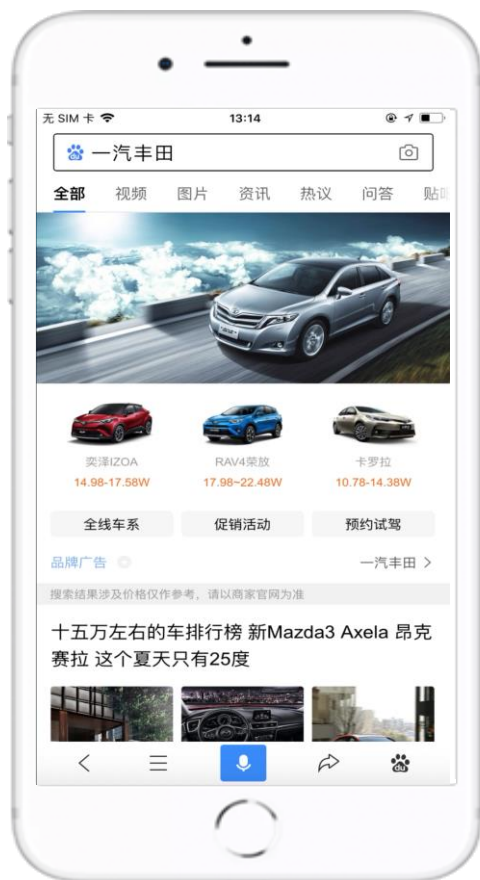 无 SIM 卡
13:14
一汽丰田
全部 视频 图片 资讯 热议 问答 贴吧
奕泽IZOA
RAV4荣放
卡罗拉
14.98-17.58W
17.98~22.48W
10.78-14.38W
全线车系
促销活动
预约试驾
品牌广告
一汽丰田
搜索结果涉及价格仅作参考，请以商家官网为准
十五万左右的车排行榜 新Mazda3 Axela 昂克
赛拉 这个夏天只有25度
du